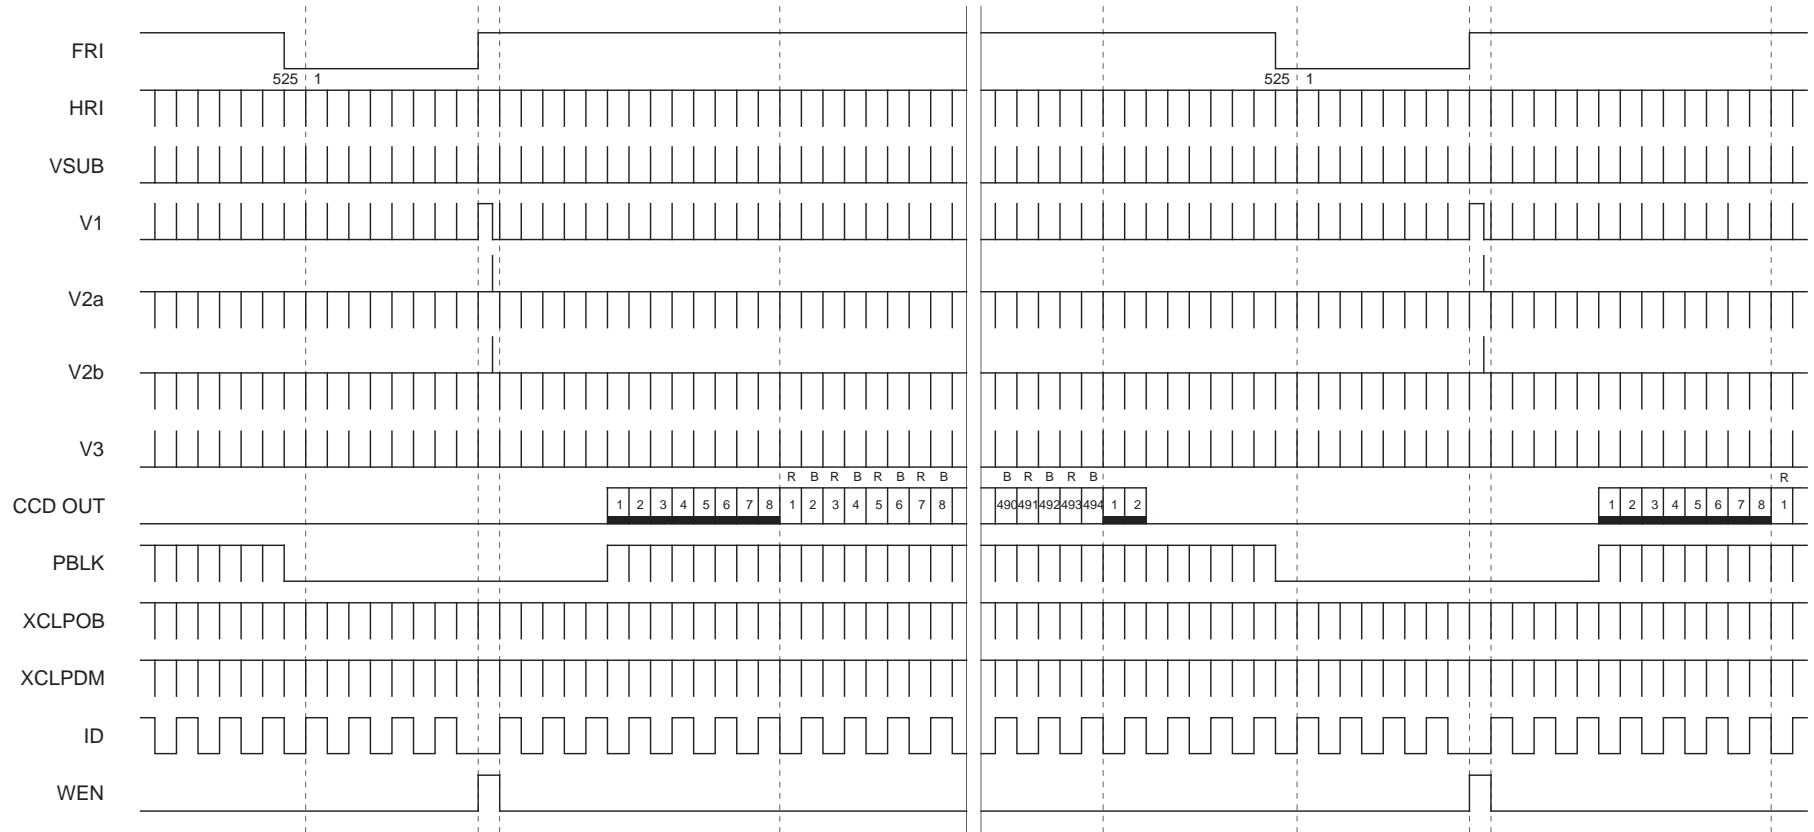 FRI
525 1 525 1
HRI
VSUB
V1
V2a
V2b
V3
R B R B R B R B B R B R B R
CCD OUT 1 2 3 4 5 6 7 8 1 2 3 4 5 6 7 8 490 491 492 493 494 1 2 1 2 3 4 5 6 7 8 1
PBLK
XCLPOB
XCLPDM
ID
WEN